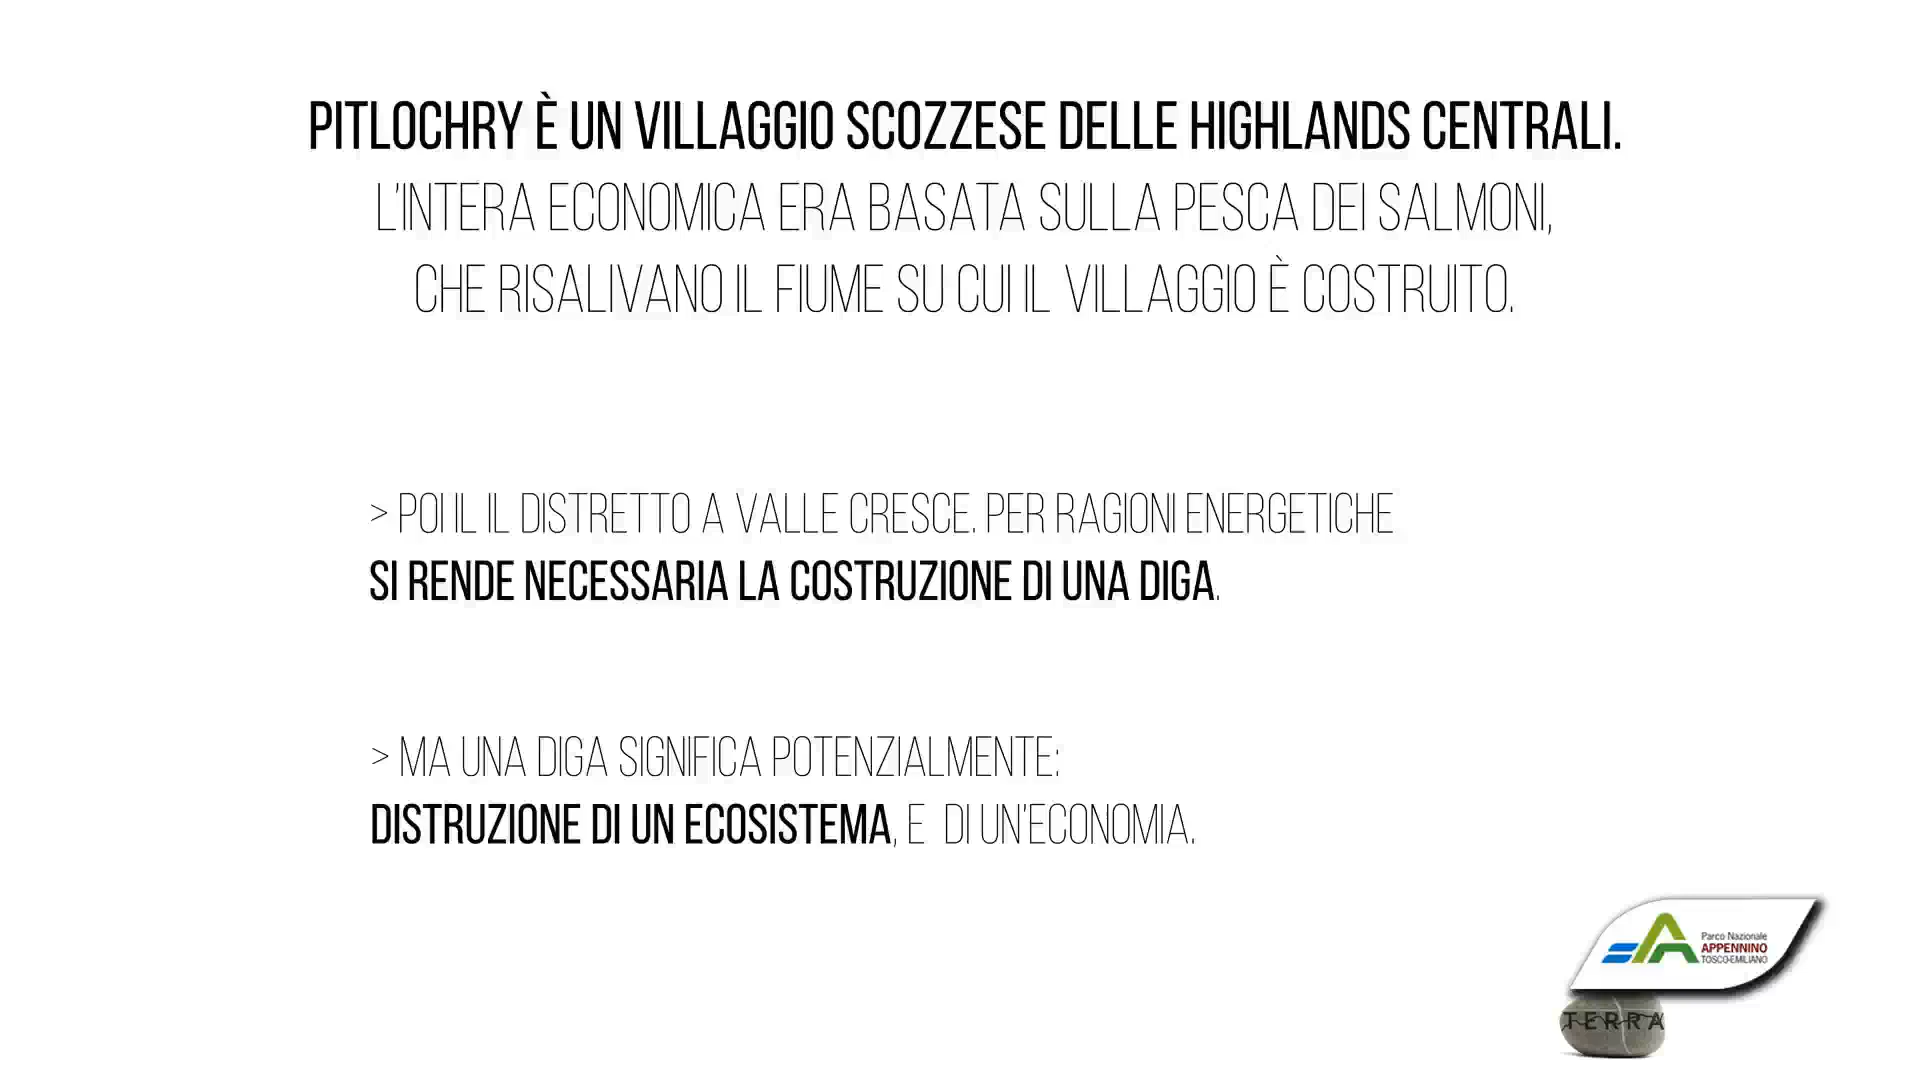 PITLOCHRY È UN VILLAGGIO SCOZZESE DELLE HIGHLANDS CENTRALI.
L'INTERA ECONOMICA ERA BASATA SULLA PESCA DEI SALMONI,
CHE RISALIVANO IL FIUME SU CUI IL VILLAGGIO È COSTRUITO.
> POI IL IL DISTRETTO A VALLE CRESCE. PER RAGIONI ENERGETICHE
SI RENDE NECESSARIA LA COSTRUZIONE DI UNA DIGA.
> MA UNA DIGA SIGNIFICA POTENZIALMENTE:
DISTRUZIONE DI UN ECOSISTEMA, E DI UN'ECONOMIA.
Parco Nazionale
APPENNINO
TOSCO-EMILIANO
TERRA